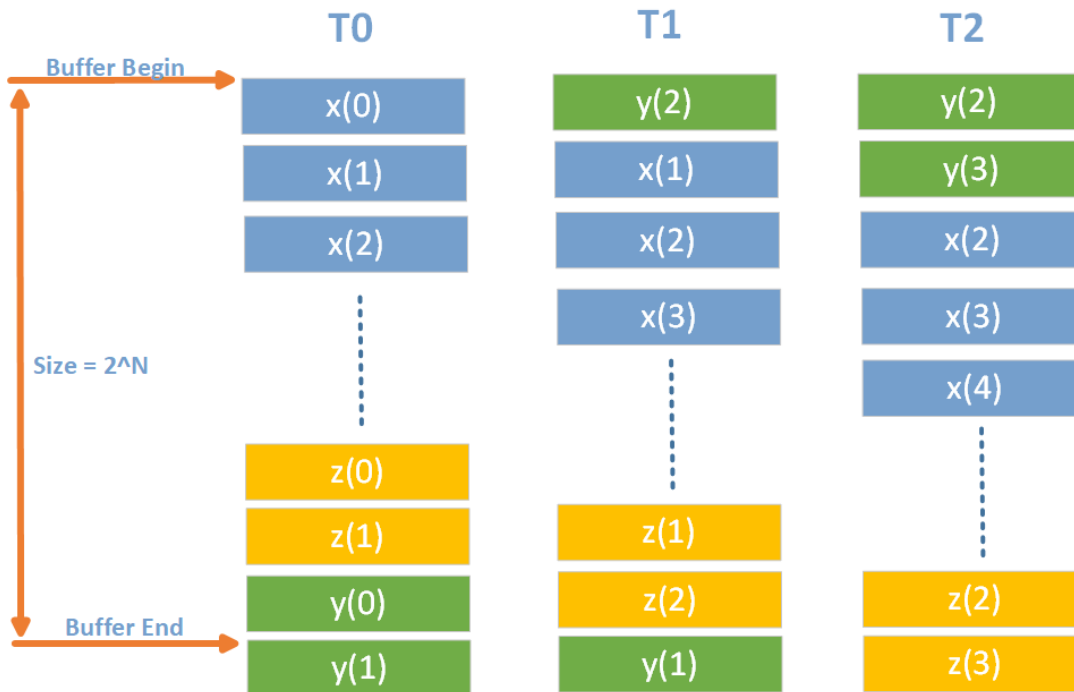 T0
T1
T2
Buffer Begin
x(0)
x(1)
x(2)
z(0)
z(1)
y(0)
y(1)
y(2)
x(1)
x(2)
x(3)
z(1)
z(2)
y(1)
y(2)
y(3)
x(2)
x(3)
x(4)
z(2)
z(3)
Size = 2^N
Buffer End